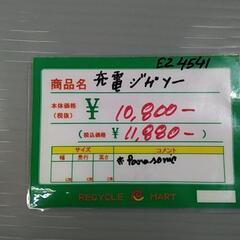 EZ4541
商品名 充電ジグソー
本体価格 (税抜) ¥ 10,800-
(税込価格 ¥ 11,880-)
サイズ コメント
幅 奥行 高さ ※Panasonic
cm cm cm
RECYCLE MART